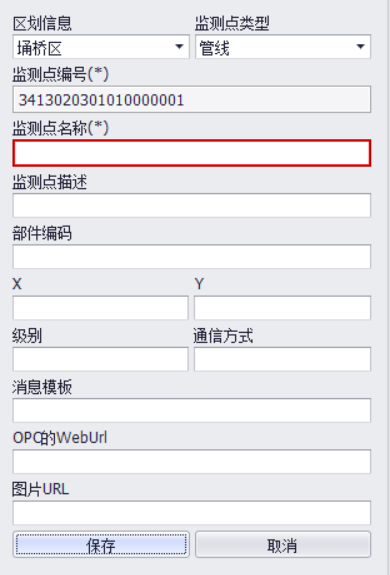 区划信息 监测点类型
埇桥区 管线
监测点编号(*)
3413020301010000001
监测点名称(*)
监测点描述
部件编码
X Y
级别 通信方式
消息模板
OPC的WebUrl
图片URL
保存 取消